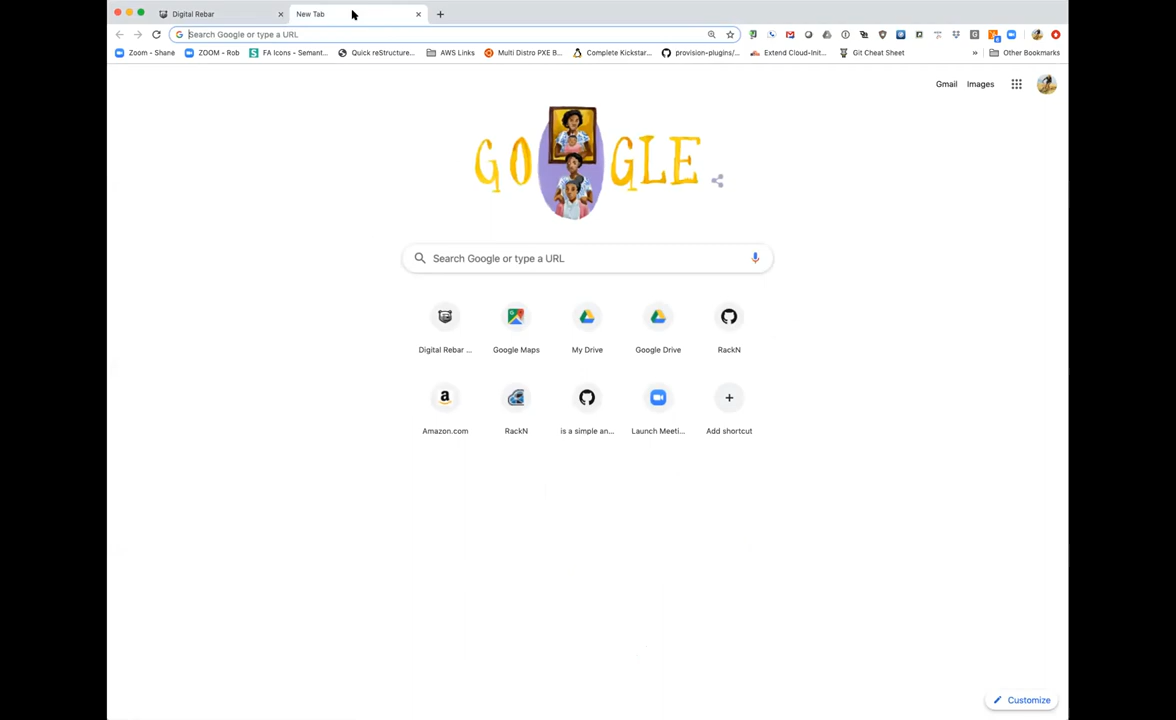 Digital Rebar
New Tab
Search Google or type a URL
Zoom - Shane
ZOOM - Rob
FA Icons - Semant...
Quick reStructure...
AWS Links
Multi Distro PXE B...
Complete Kickstar...
provision-plugins/...
Extend Cloud-Init...
Git Cheat Sheet
»
Other Bookmarks
Gmail
Images
GOOGLE
Search Google or type a URL
Digital Rebar ...
Google Maps
My Drive
Google Drive
RackN
Amazon.com
RackN
is a simple an...
Launch Meeti...
Add shortcut
Customize